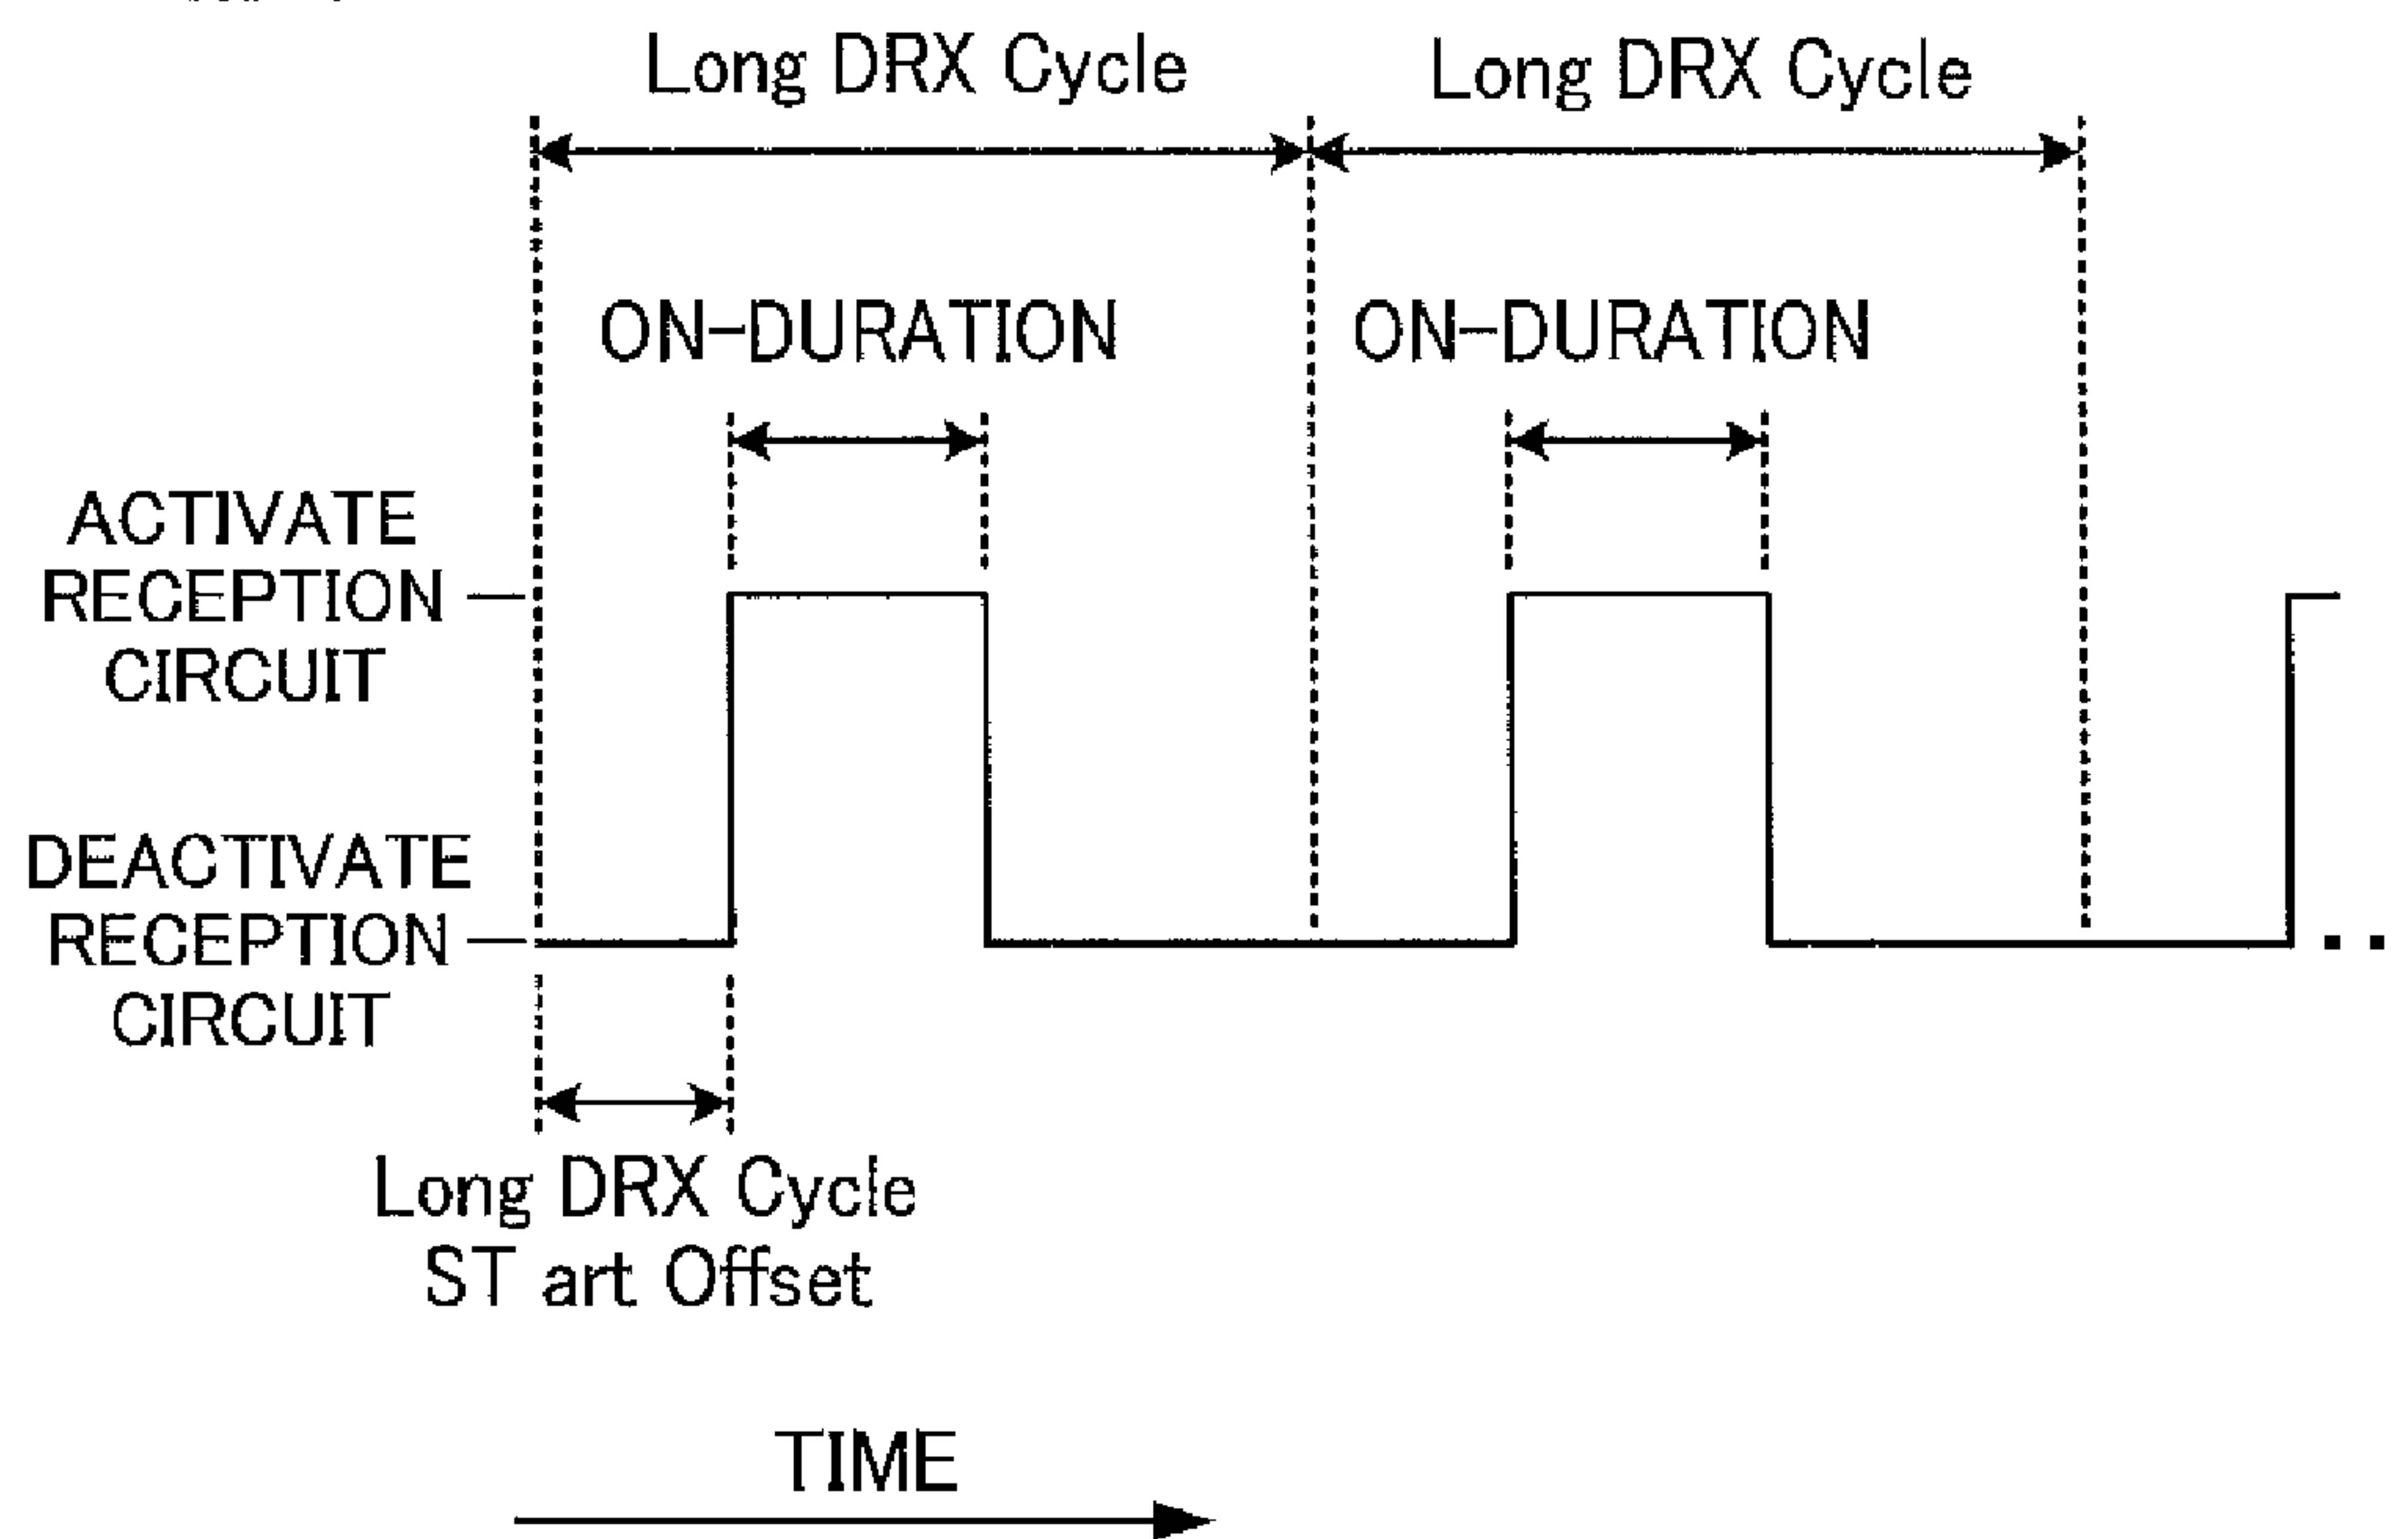 Long DRX Cycle
Long DRX Cycle
ON-DURATION
ON-DURATION
ACTIVATE
RECEPTION
CIRCUIT
DEACTIVATE
RECEPTION
CIRCUIT
Long DRX Cycle
ST art Offset
TIME